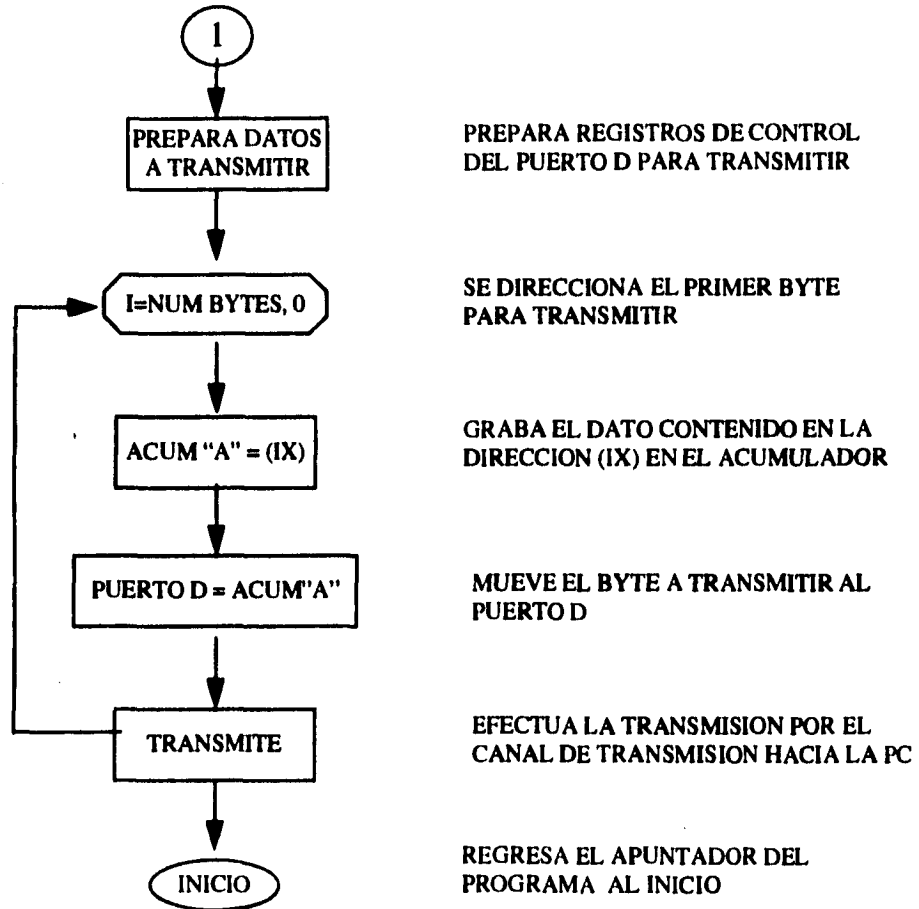 1
PREPARA DATOS
A TRANSMITIR
PREPARA REGISTROS DE CONTROL
DEL PUERTO D PARA TRANSMITIR
I=NUM BYTES, 0
SE DIRECCIONA EL PRIMER BYTE
PARA TRANSMITIR
ACUM "A" = (IX)
GRABA EL DATO CONTENIDO EN LA
DIRECCION (IX) EN EL ACUMULADOR
PUERTO D = ACUM"A"
MUEVE EL BYTE A TRANSMITIR AL
PUERTO D
TRANSMITE
EFECTUA LA TRANSMISION POR EL
CANAL DE TRANSMISION HACIA LA PC
INICIO
REGRESA EL APUNTADOR DEL
PROGRAMA AL INICIO